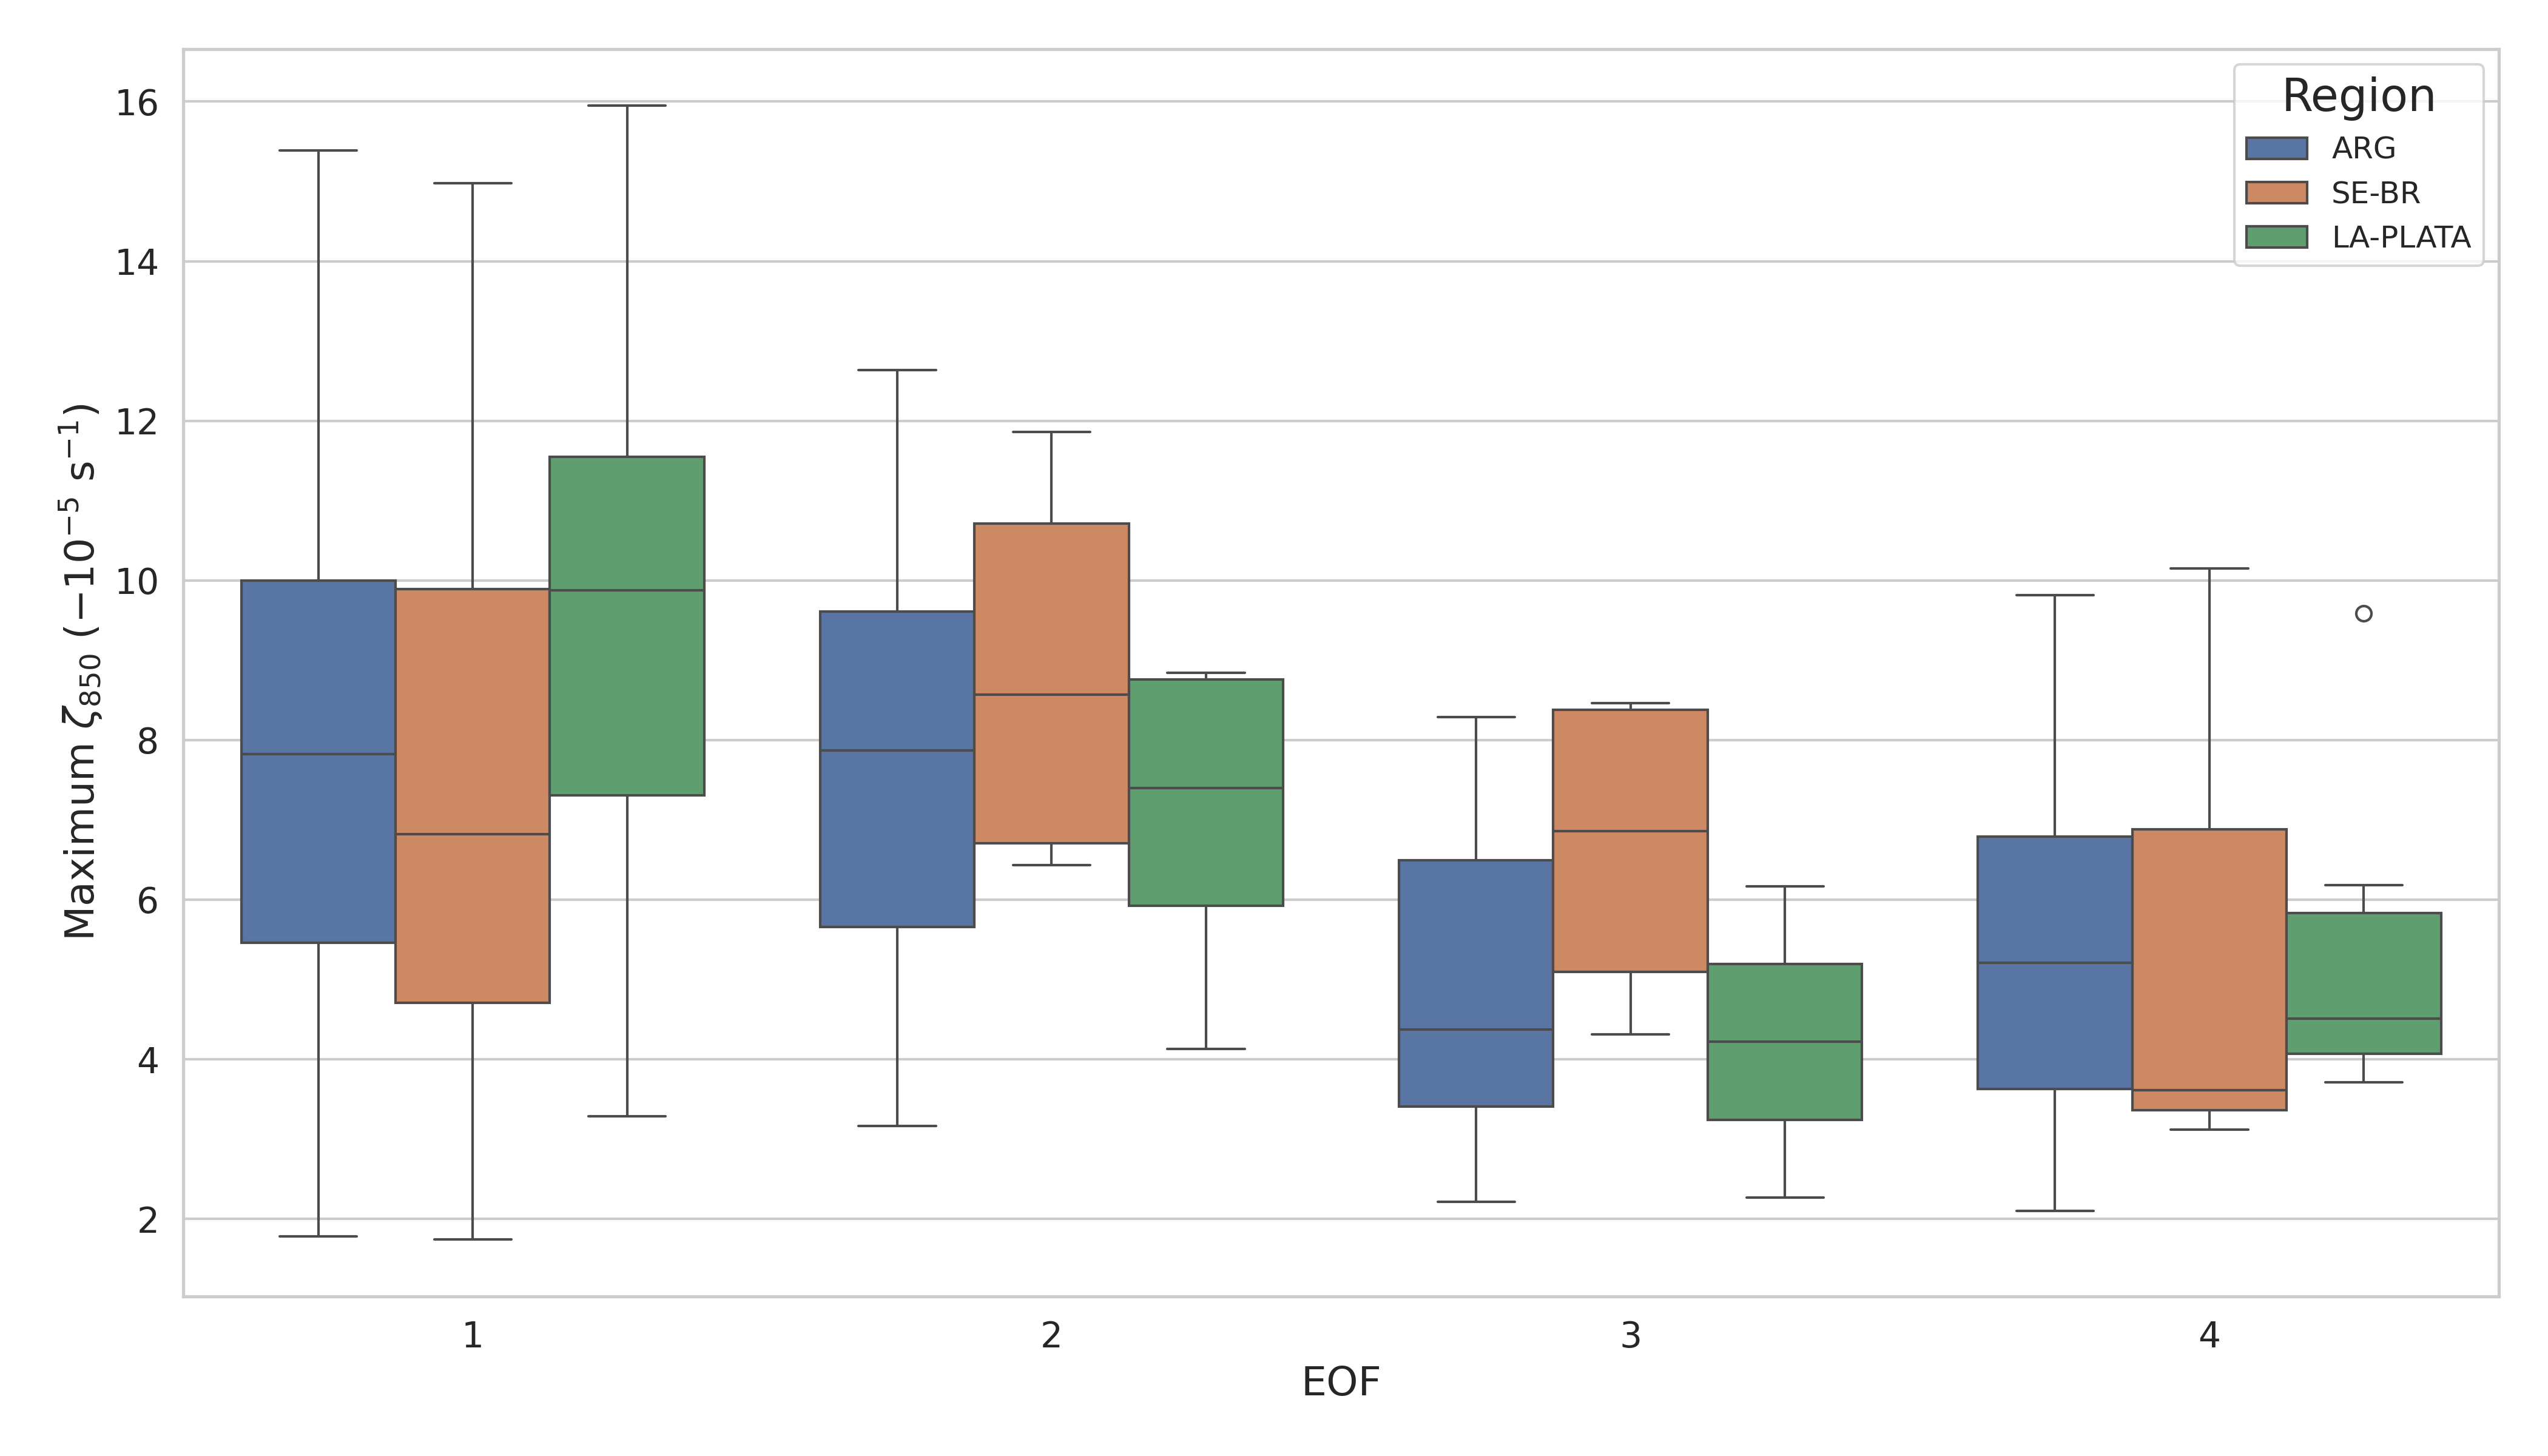 Region
ARG
SE-BR
LA-PLATA
16
14
12
10
8
6
4
2
Maximum ζ₈₅₀ (−10⁻⁵ s⁻¹)
1 2 3 4
EOF